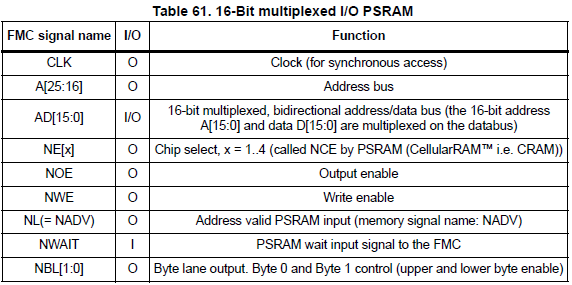 Table 61. 16-Bit multiplexed I/O PSRAM
FMC signal name I/O Function
CLK O Clock (for synchronous access)
A[25:16] O Address bus
AD[15:0] I/O 16-bit multiplexed, bidirectional address/data bus (the 16-bit address
A[15:0] and data D[15:0] are multiplexed on the databus)
NE[x] O Chip select, x = 1..4 (called NCE by PSRAM (CellularRAM™ i.e. CRAM))
NOE O Output enable
NWE O Write enable
NL(= NADV) O Address valid PSRAM input (memory signal name: NADV)
NWAIT I PSRAM wait input signal to the FMC
NBL[1:0] O Byte lane output. Byte 0 and Byte 1 control (upper and lower byte enable)